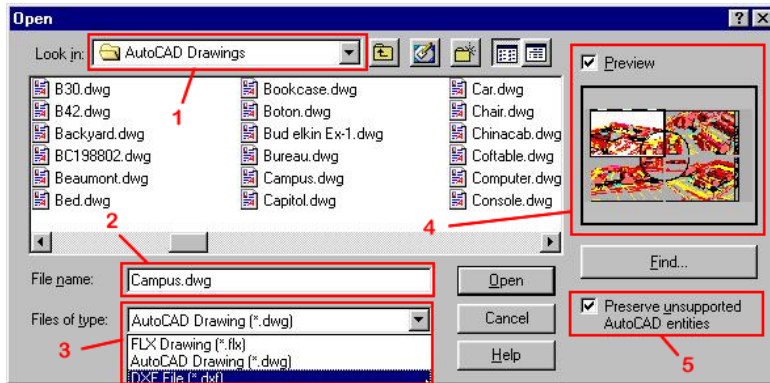 Open
Look in: AutoCAD Drawings
1
Preview
B30.dwg Bookcase.dwg Car.dwg
B42.dwg Boton.dwg Chair.dwg
Backyard.dwg Bud elkin Ex-1.dwg Chinacab.dwg
BC198802.dwg Bureau.dwg Coftable.dwg
Beaumont.dwg Campus.dwg Computer.dwg
Bed.dwg Capitol.dwg Console.dwg
2
4
Find...
File name: Campus.dwg Open
Files of type: AutoCAD Drawing (*.dwg) Cancel
Preserve unsupported
AutoCAD entities
3
FLX Drawing (*.flx)
AutoCAD Drawing (*.dwg)
DXF File (*.dxf)
Help
5